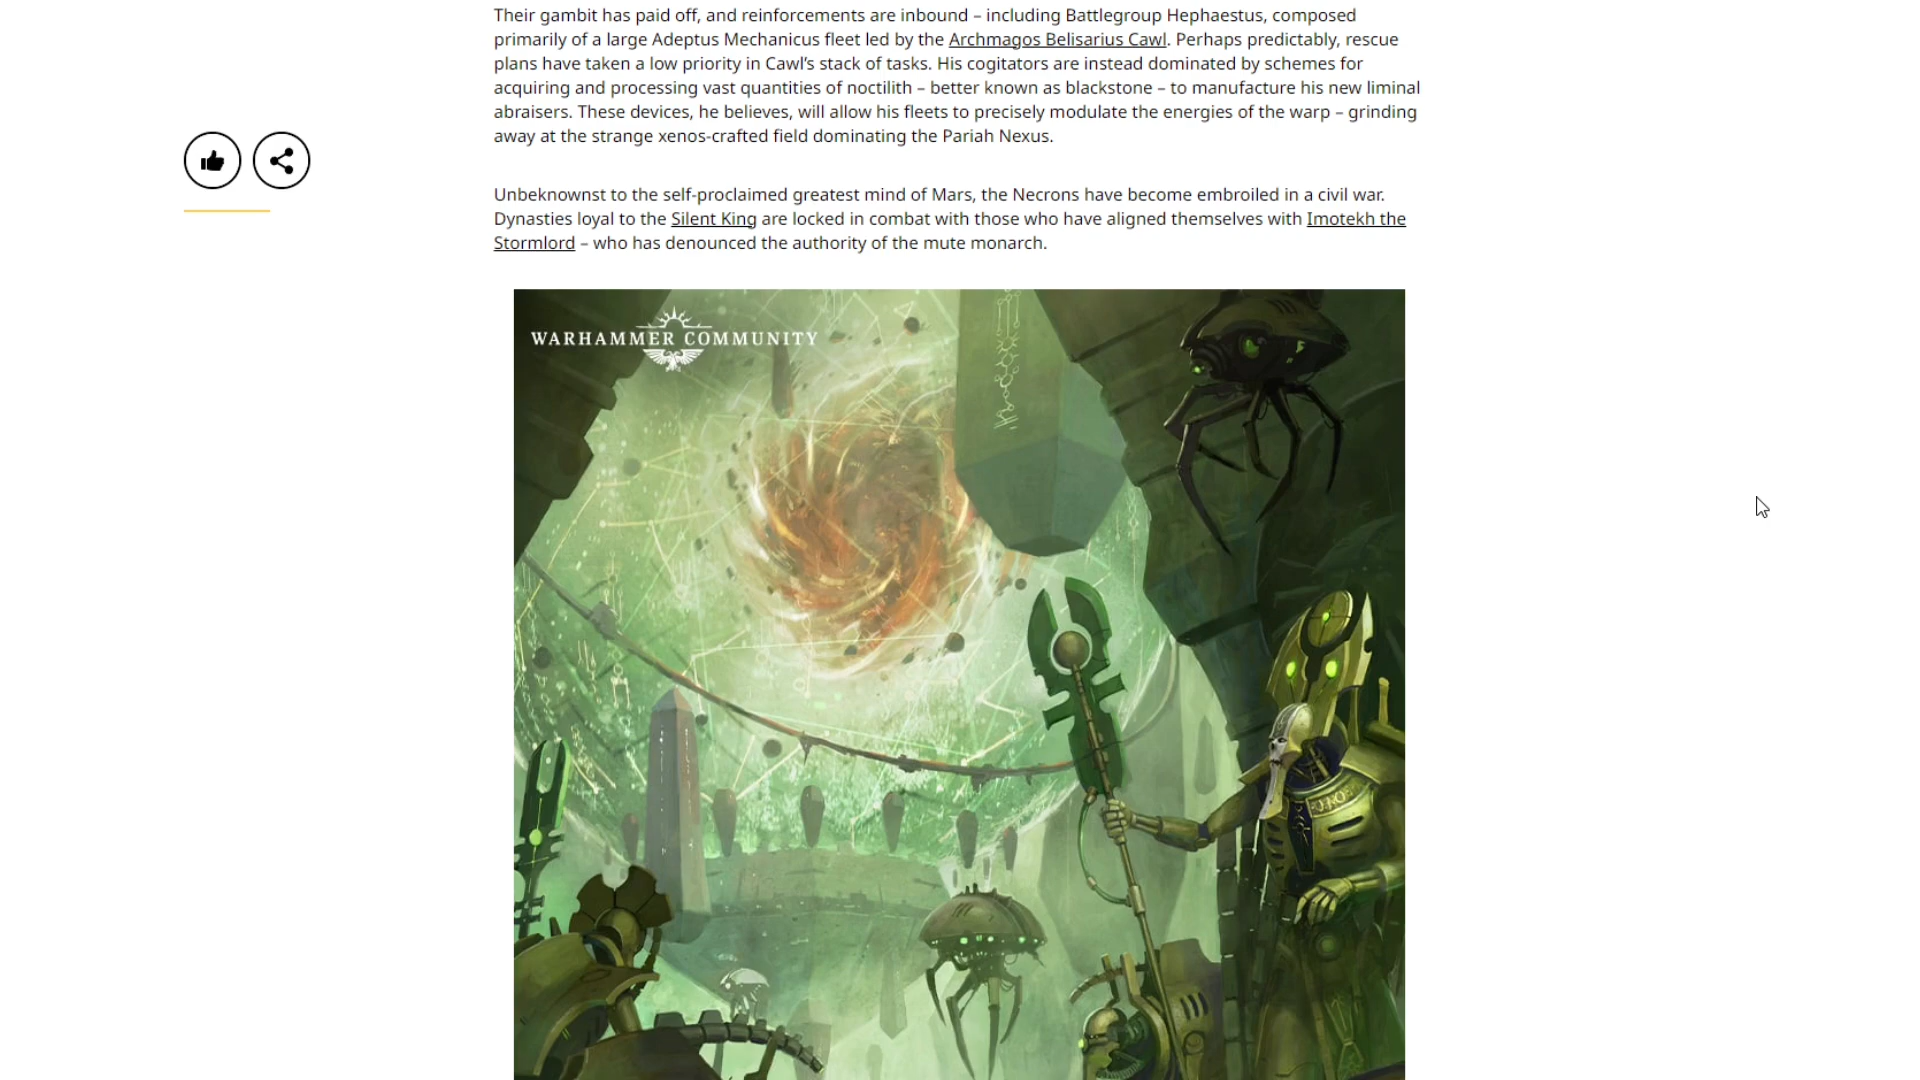 Their gambit has paid off, and reinforcements are inbound – including Battlegroup Hephaestus, composed
primarily of a large Adeptus Mechanicus fleet led by the Archmagos Belisarius Cawl. Perhaps predictably, rescue
plans have taken a low priority in Cawl’s stack of tasks. His cogitators are instead dominated by schemes for
acquiring and processing vast quantities of noctilith – better known as blackstone – to manufacture his new liminal
abraisers. These devices, he believes, will allow his fleets to precisely modulate the energies of the warp – grinding
away at the strange xenos-crafted field dominating the Pariah Nexus.
Unbeknownst to the self-proclaimed greatest mind of Mars, the Necrons have become embroiled in a civil war.
Dynasties loyal to the Silent King are locked in combat with those who have aligned themselves with Imotekh the
Stormlord – who has denounced the authority of the mute monarch.
WARHAMMER COMMUNITY